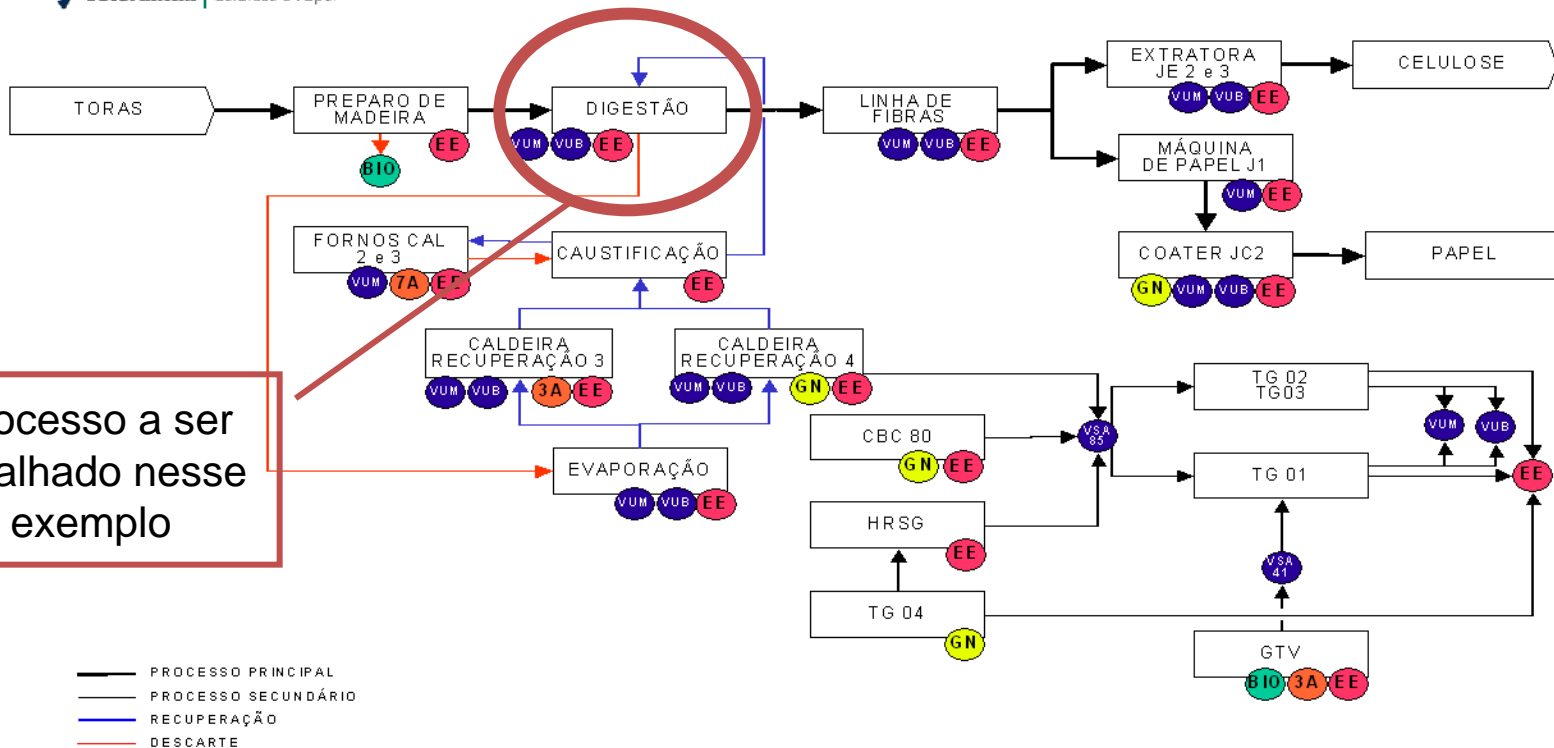 EXTRATORA
JE 2 e 3
VUM VUB EE
CELULOSE
TORAS
PREPARO DE
MADEIRA
EE
BIO
DIGESTÃO
VUM VUB EE
LINHA DE
FIBRAS
VUM VUB EE
MÁQUINA
DE PAPEL J1
VUM EE
FORNOS CAL
2 e 3
VUM 7A EE
CAUSTIFICAÇÃO
EE
COATER JC2
GN VUM VUB EE
PAPEL
CALDEIRA
RECUPERAÇÃO 3
VUM VUB 3A EE
CALDEIRA
RECUPERAÇÃO 4
VUM VUB GN EE
TG 02
TG03
VUM VUB
ocesso a ser
alhado nesse
exemplo
CBC 80
GN EE
VSA
85
EVAPORAÇÃO
VUM VUB EE
TG 01
EE
HRSG
EE
VSA
41
TG 04
GN
GTV
BIO 3A EE
PROCESSO PRINCIPAL
PROCESSO SECUNDÁRIO
RECUPERAÇÃO
DESCARTE